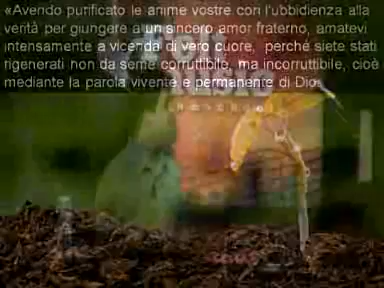 «Avendo purificato le anime vostre con l'ubbidienza alla
verità per giungere a un sincero amor fraterno, amatevi
intensamente a vicenda di vero cuore, perché siete stati
rigenerati non da seme corruttibile, ma incorruttibile, cioè
mediante la parola vivente e permanente di Dio.